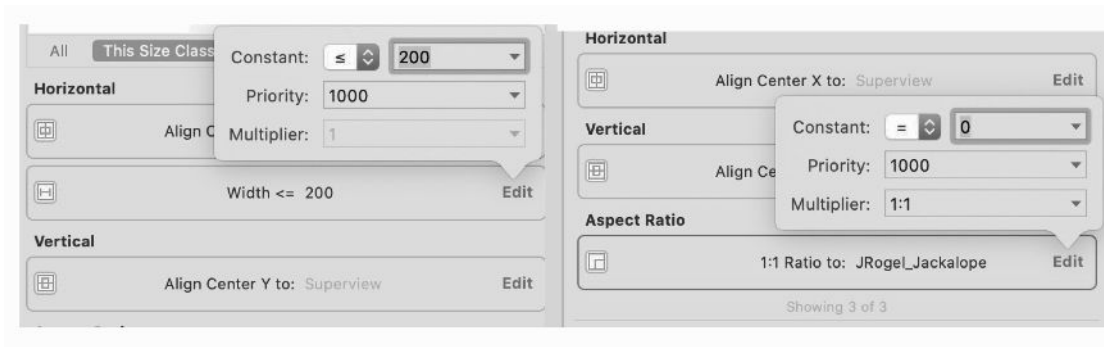 All This Size Class
Constant: ≤ 200
Priority: 1000
Multiplier: 1
Horizontal
Align C
Width <= 200 Edit
Vertical
Align Center Y to: Superview Edit
Horizontal
Align Center X to: Superview Edit
Constant: = 0
Priority: 1000
Multiplier: 1:1
Vertical
Align Ce
Aspect Ratio
1:1 Ratio to: JRogel_Jackalope Edit
Showing 3 of 3